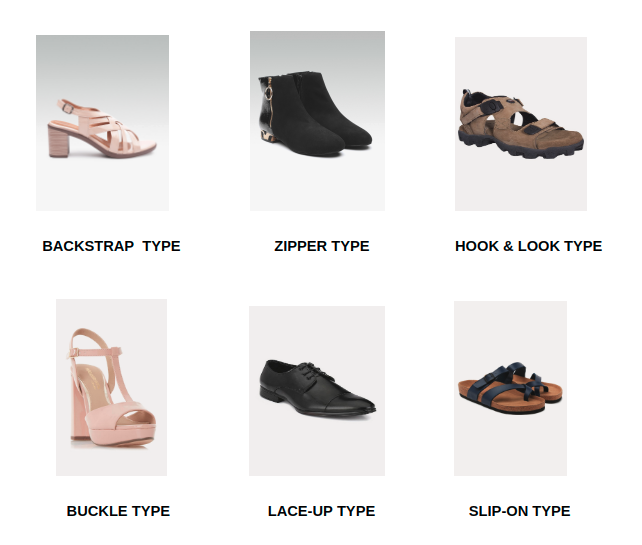 BACKSTRAP  TYPE
ZIPPER TYPE
HOOK & LOOK TYPE
BUCKLE TYPE
LACE-UP TYPE
SLIP-ON TYPE